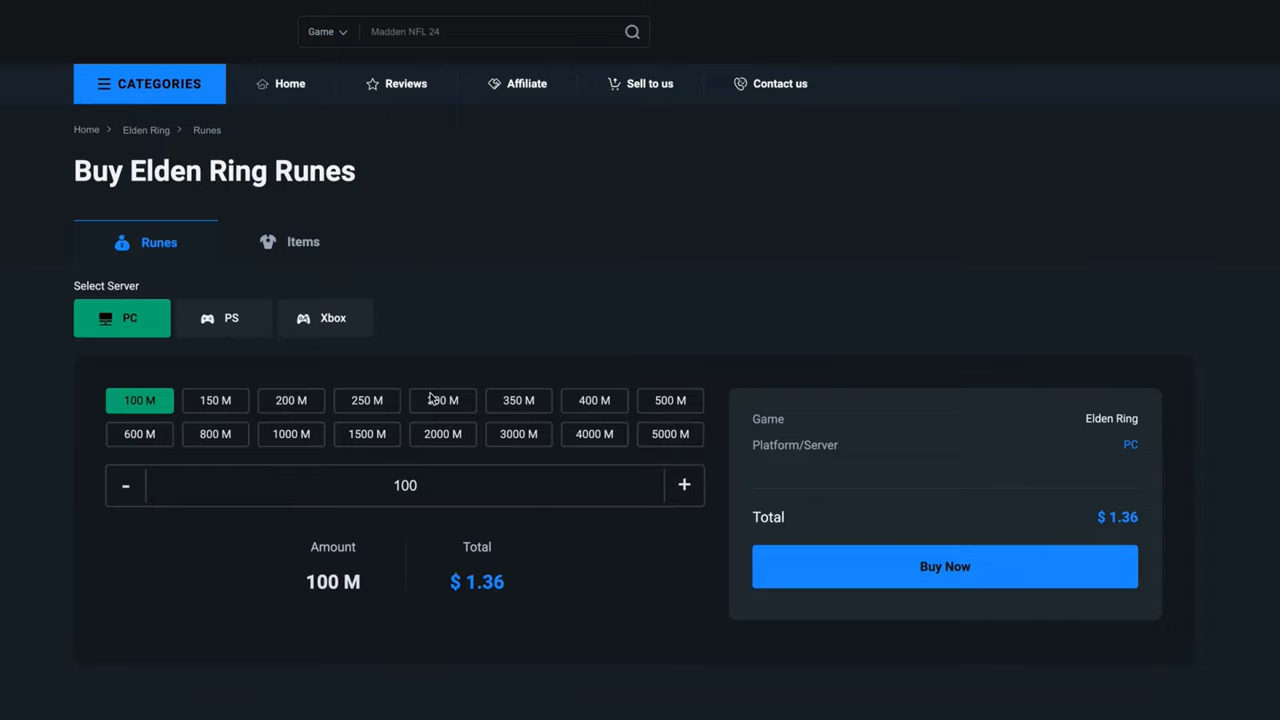 Game Madden NFL 24
CATEGORIES Home Reviews Affiliate Sell to us Contact us
Home > Elden Ring > Runes
Buy Elden Ring Runes
Runes Items
Select Server
PC PS Xbox
100 M 150 M 200 M 250 M 350 M 400 M 500 M
600 M 800 M 1000 M 1500 M 2000 M 3000 M 4000 M 5000 M
- 100 +
Amount Total
100 M $ 1.36
Game Elden Ring
Platform/Server PC
Total $ 1.36
Buy Now